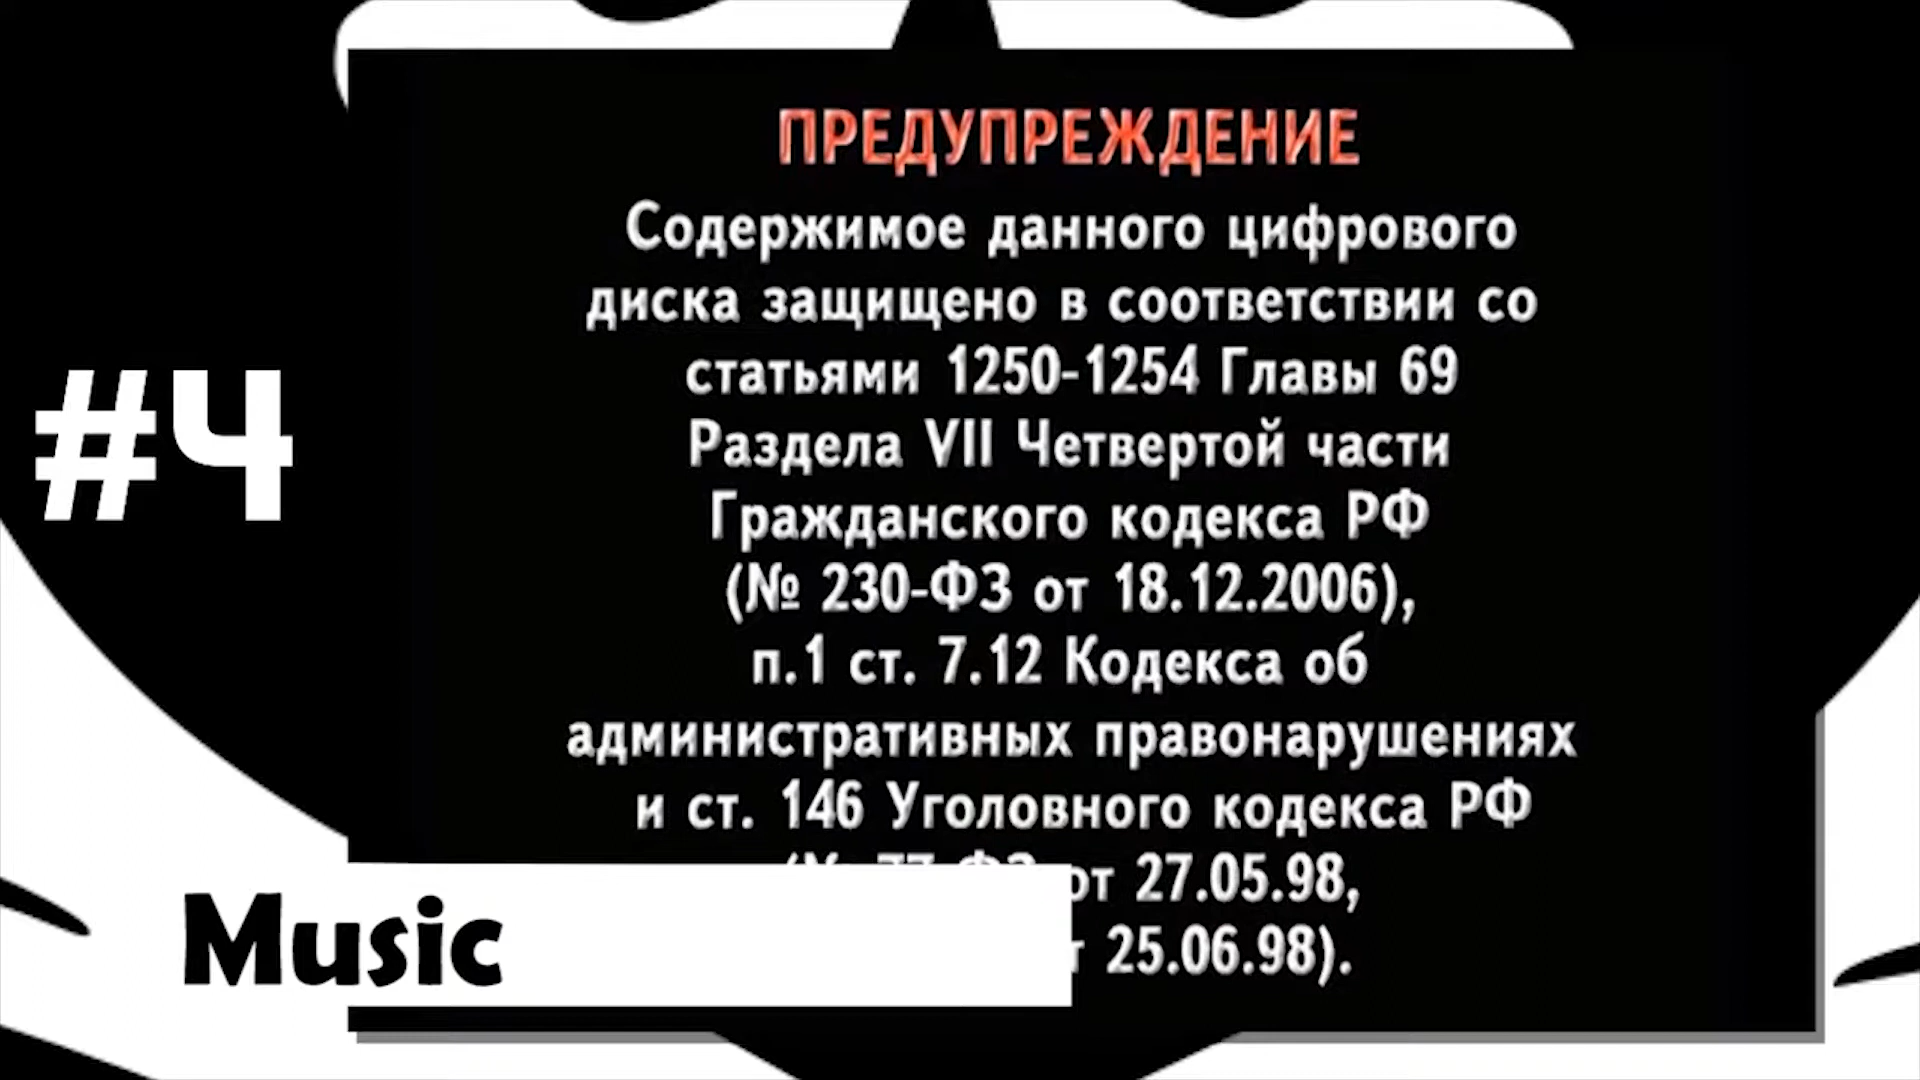 ПРЕДУПРЕЖДЕНИЕ
Содержимое данного цифрового
диска защищено в соответствии со
статьями 1250-1254 Главы 69
Раздела VII Четвертой части
Гражданского кодекса РФ
(№ 230-ФЗ от 18.12.2006),
п.1 ст. 7.12 Кодекса об
административных правонарушениях
и ст. 146 Уголовного кодекса РФ
от 27.05.98,
25.06.98).
#4
Music